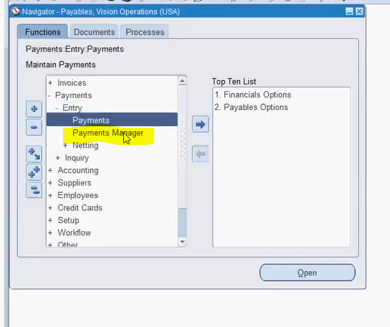 Navigator - Payables, Vision Operations (USA)
Functions Documents Processes
Payments:Entry:Payments
Maintain Payments
+ Invoices
- Payments
- Entry
Payments
Payments Manager
+ Netting
+ Inquiry
+ Accounting
+ Suppliers
+ Employees
+ Credit Cards
+ Setup
+ Workflow
+ Other
Top Ten List
1. Financials Options
2. Payables Options
Open